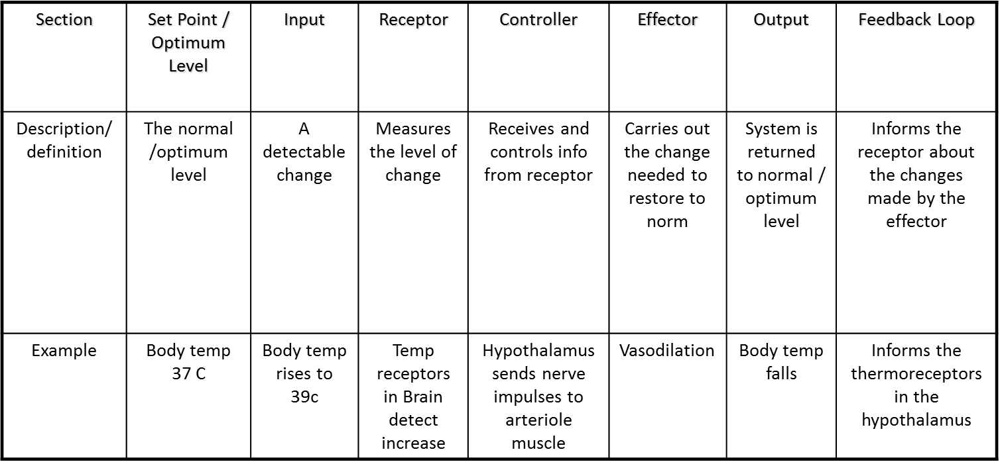 Section
Set Point /
Optimum
Level
Input
Receptor
Controller
Effector
Output
Feedback Loop
Description/
definition
The normal
/optimum
level
A
detectable
change
Measures
the level of
change
Receives and
controls info
from receptor
Carries out
the change
needed to
restore to
norm
System is
returned
to normal /
optimum
level
Informs the
receptor about
the changes
made by the
effector
Example
Body temp
37 C
Body temp
rises to
39c
Temp
receptors
in Brain
detect
increase
Hypothalamus
sends nerve
impulses to
arteriole
muscle
Vasodilation
Body temp
falls
Informs the
thermoreceptors
in the
hypothalamus